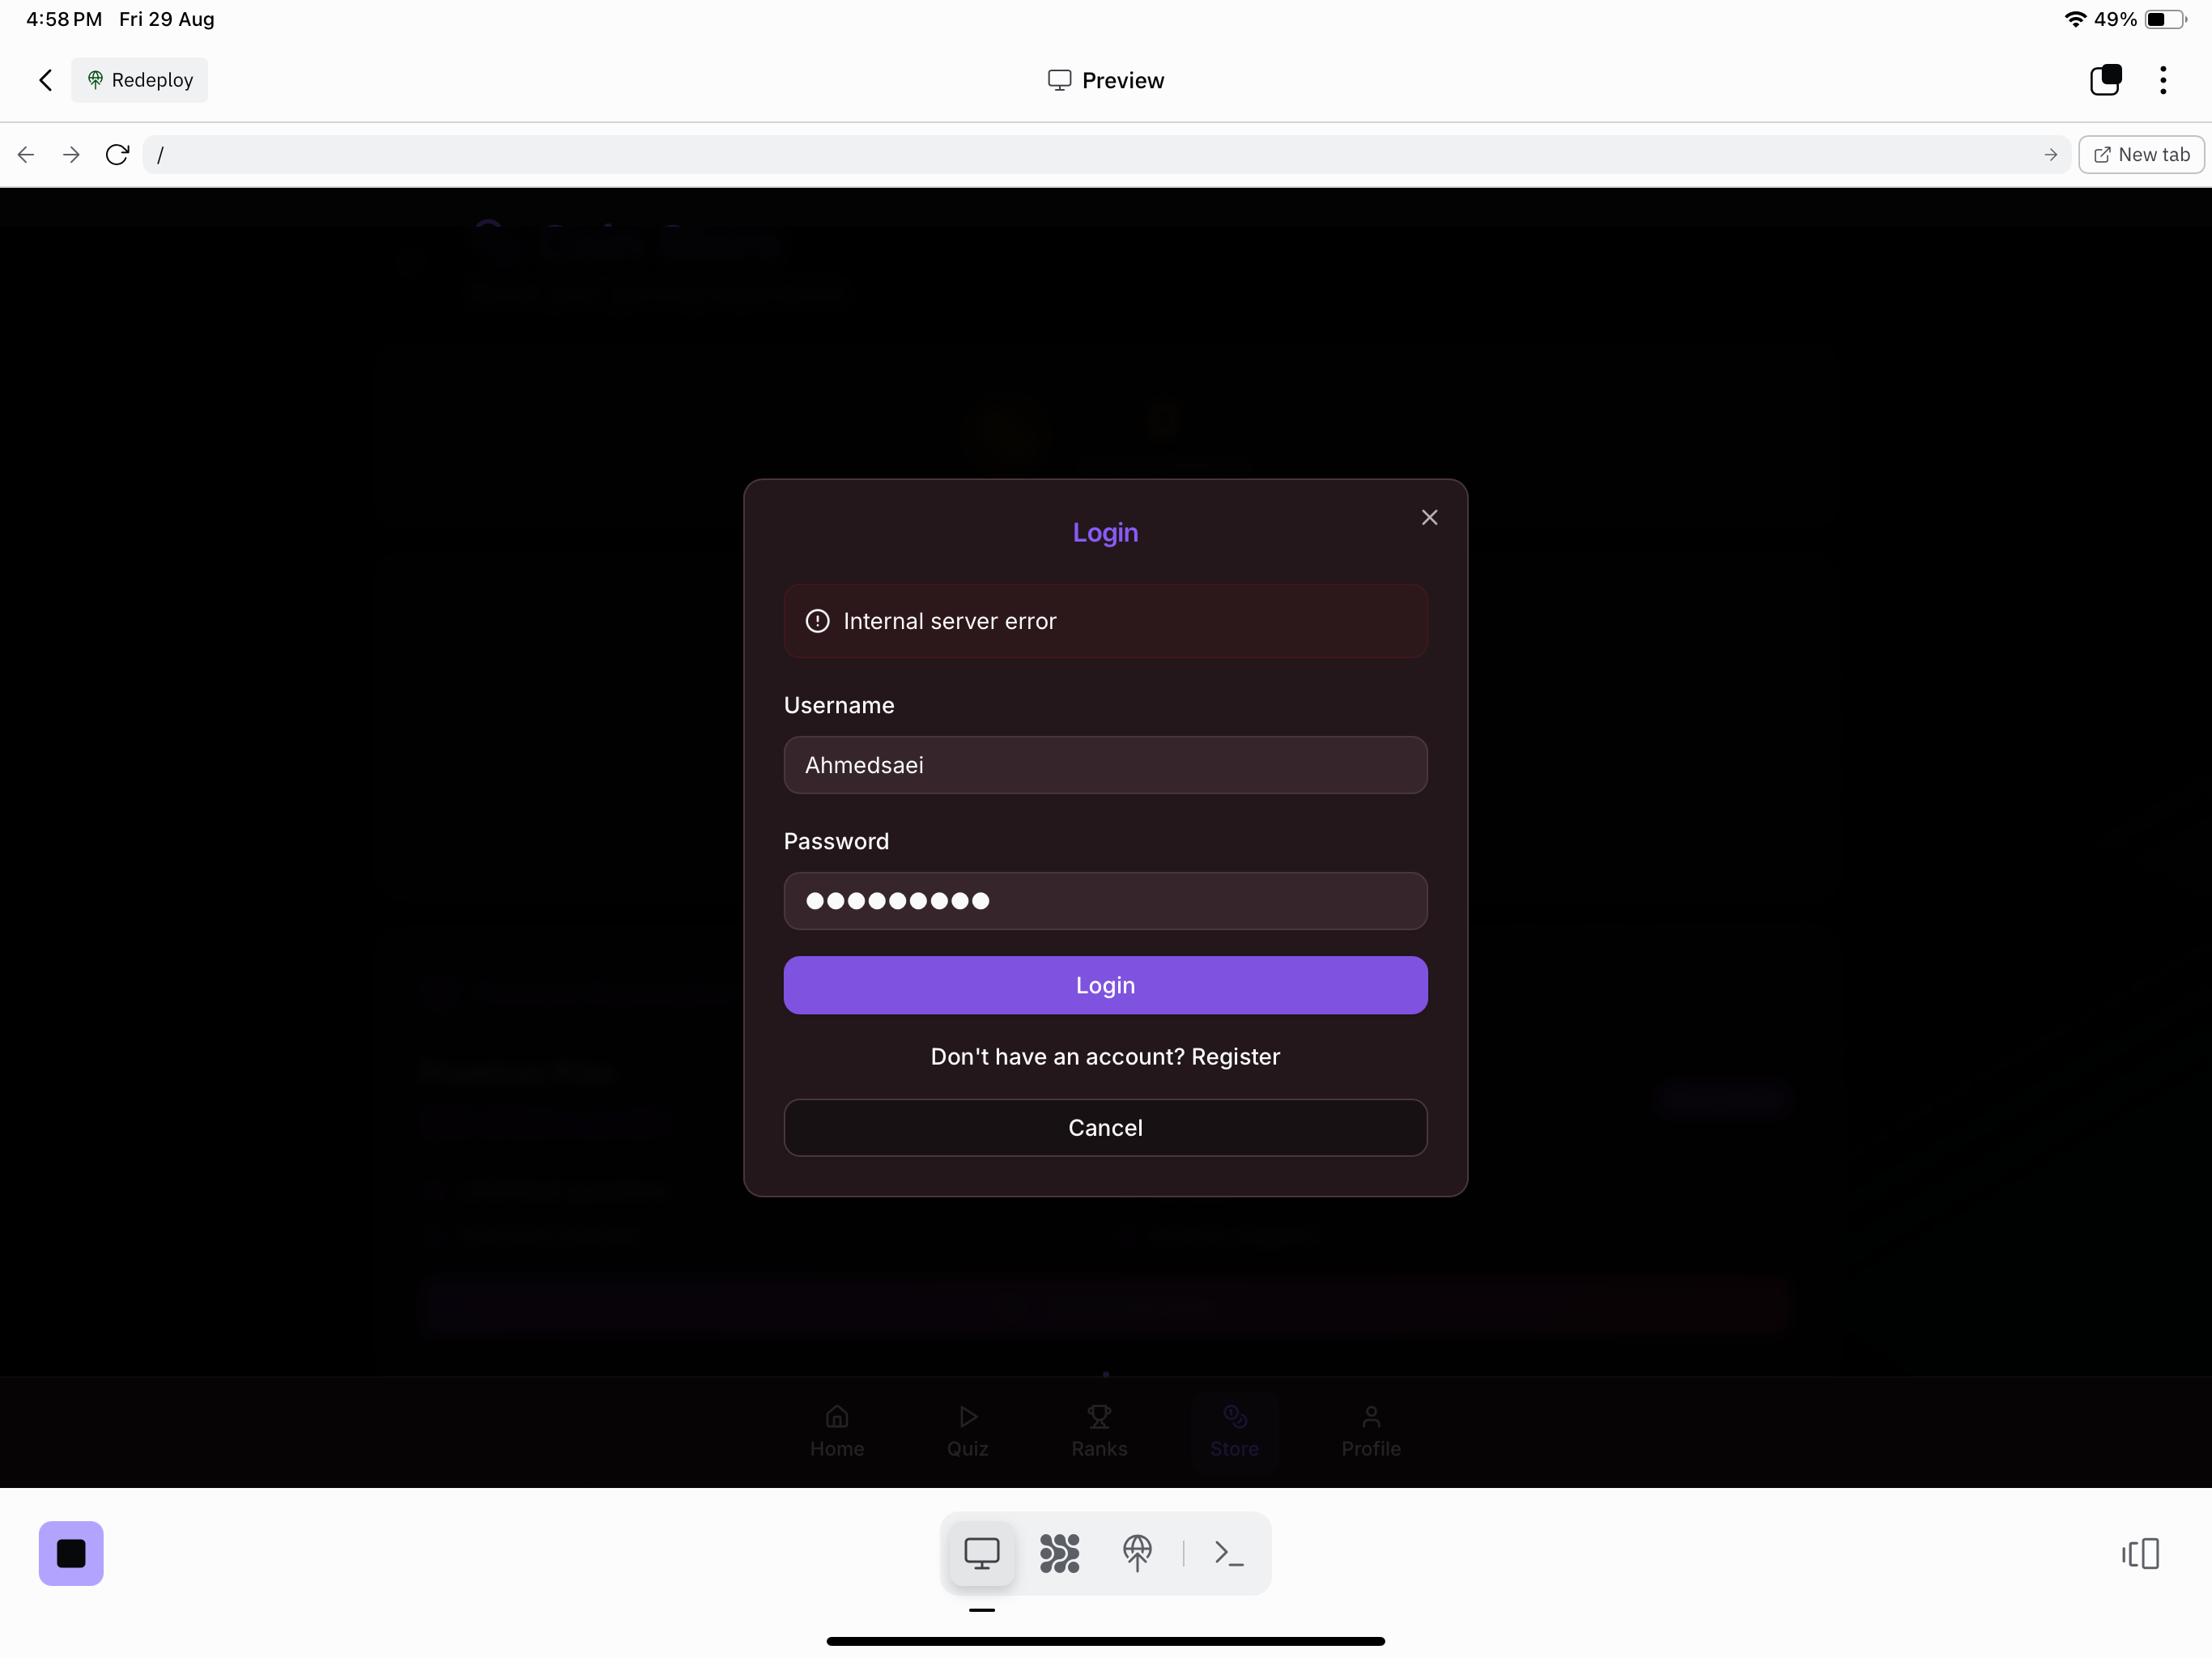 4:58 PM Fri 29 Aug
49%
Redeploy
Preview
/
New tab
Login
Internal server error
Username
Ahmedsaei
Password
Login
Don't have an account? Register
Cancel
Home
Quiz
Ranks
Store
Profile